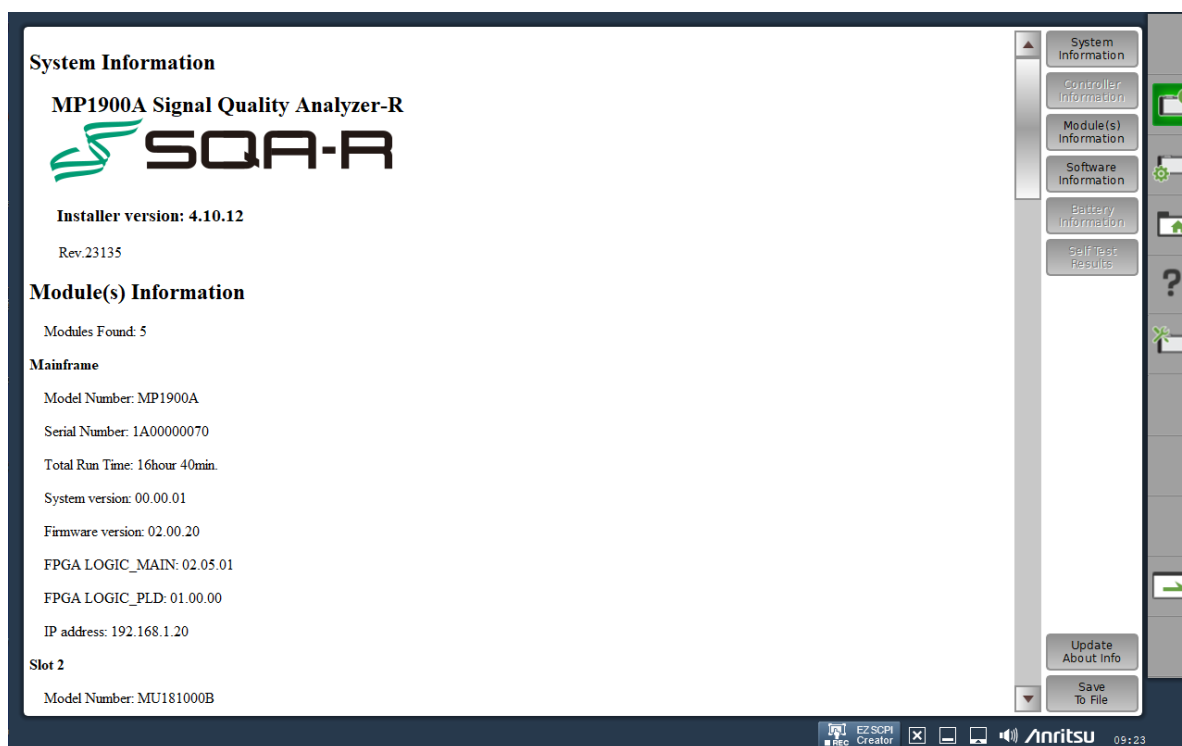 System Information
MP1900A Signal Quality Analyzer-R
SQA-R
Installer version: 4.10.12
Rev.23135
Module(s) Information
Modules Found: 5
Mainframe
Model Number: MP1900A
Serial Number: 1A00000070
Total Run Time: 16hour 40min.
System version: 00.00.01
Firmware version: 02.00.20
FPGA LOGIC_MAIN: 02.05.01
FPGA LOGIC_PLD: 01.00.00
IP address: 192.168.1.20
Slot 2
Model Number: MU181000B
System
Information
Controller
Information
Module(s)
Information
Software
Information
Battery
Information
Self Test
Results
Update
About Info
Save
To File
?
REC
EZ SCPI
Creator
Anritsu
09:23